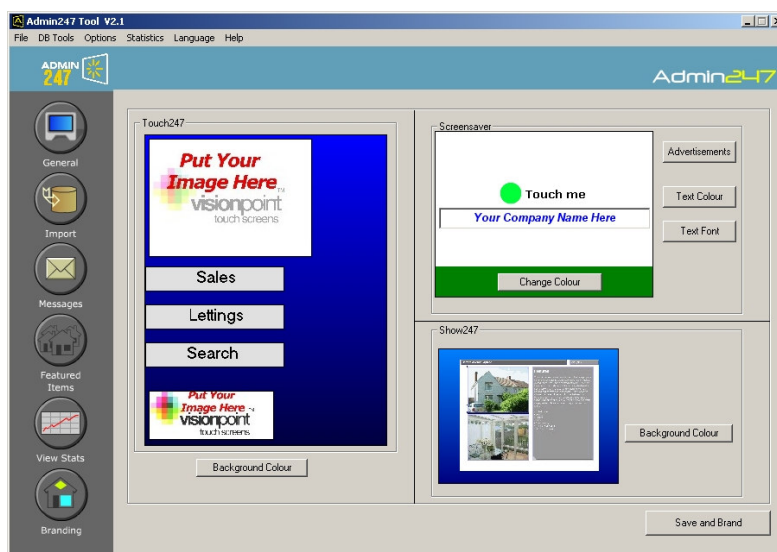 Admin247 Tool V2.1
File DB Tools Options Statistics Language Help
ADMIN
247
Admin247
General
Import
Messages
Featured
Items
View Stats
Branding
Touch247
Put Your
Image Here
TM
visionpoint
touch screens
Sales
Lettings
Search
Put Your
Image Here
TM
visionpoint
touch screens
Background Colour
Screensaver
Touch me
Your Company Name Here
Change Colour
Advertisements
Text Colour
Text Font
Show247
Background Colour
Save and Brand